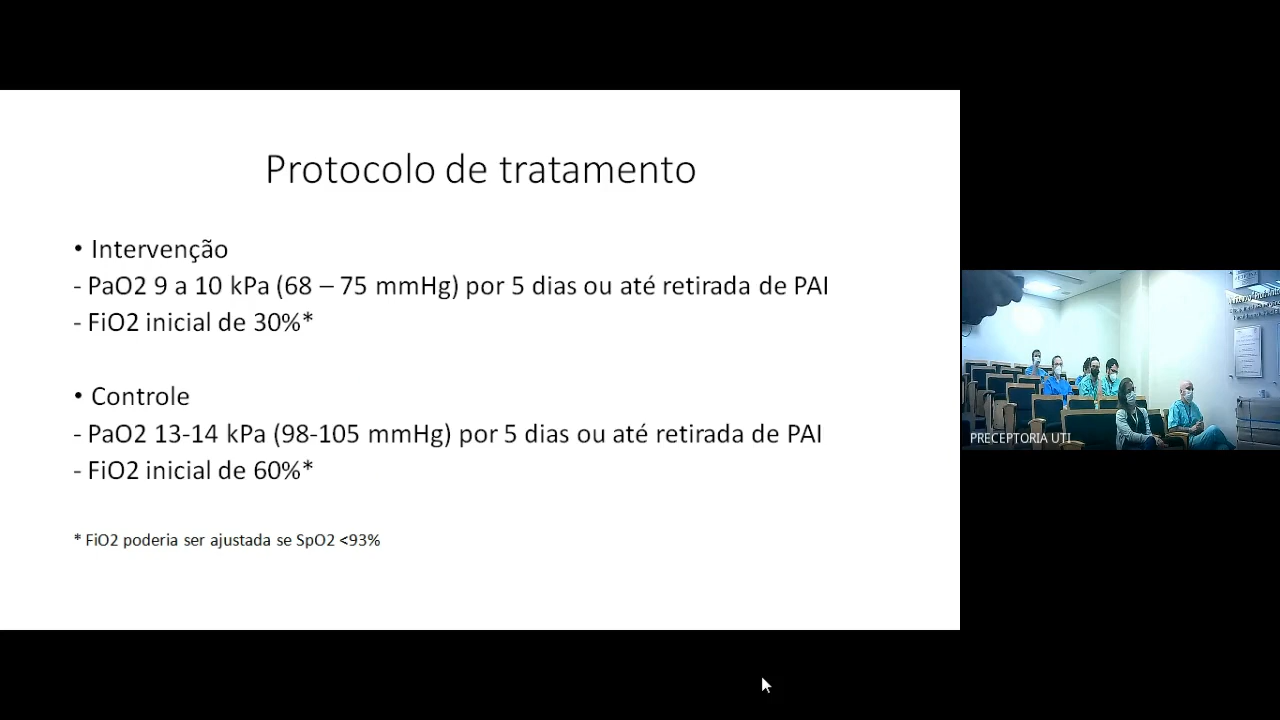 Protocolo de tratamento
• Intervenção
- PaO2 9 a 10 kPa (68 – 75 mmHg) por 5 dias ou até retirada de PAI
- FiO2 inicial de 30%*
• Controle
- PaO2 13-14 kPa (98-105 mmHg) por 5 dias ou até retirada de PAI
- FiO2 inicial de 60%*
* FiO2 poderia ser ajustada se SpO2 <93%
PRECEPTORIA UTI